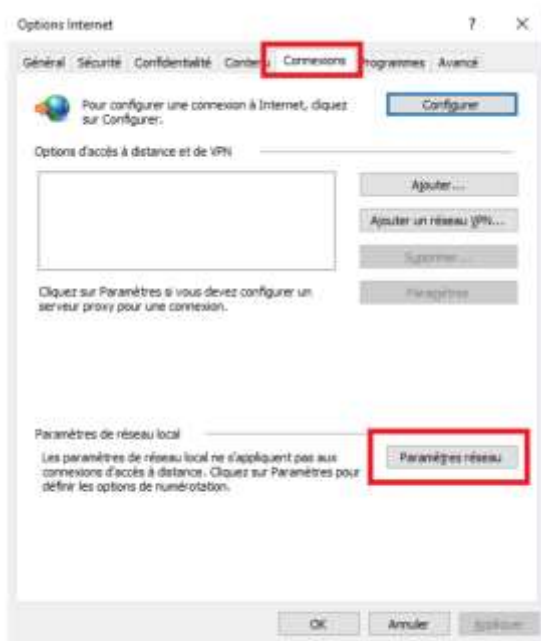 Options Internet ? ×
Général Sécurité Confidentialité Contenu Connexions Programmes Avancé
Pour configurer une connexion à Internet, cliquez
sur Configurer.
Configurer
Options d'accès à distance et de VPN
Ajouter...
Ajouter un réseau VPN...
Supprimer...
Paramètres
Cliquez sur Paramètres si vous devez configurer un
serveur proxy pour une connexion.
Paramètres de réseau local
Les paramètres de réseau local ne s'appliquent pas aux
connexions d'accès à distance. Cliquez sur Paramètres pour
définir les options de numérotation.
Paramètres réseau
OK Annuler Appliquer